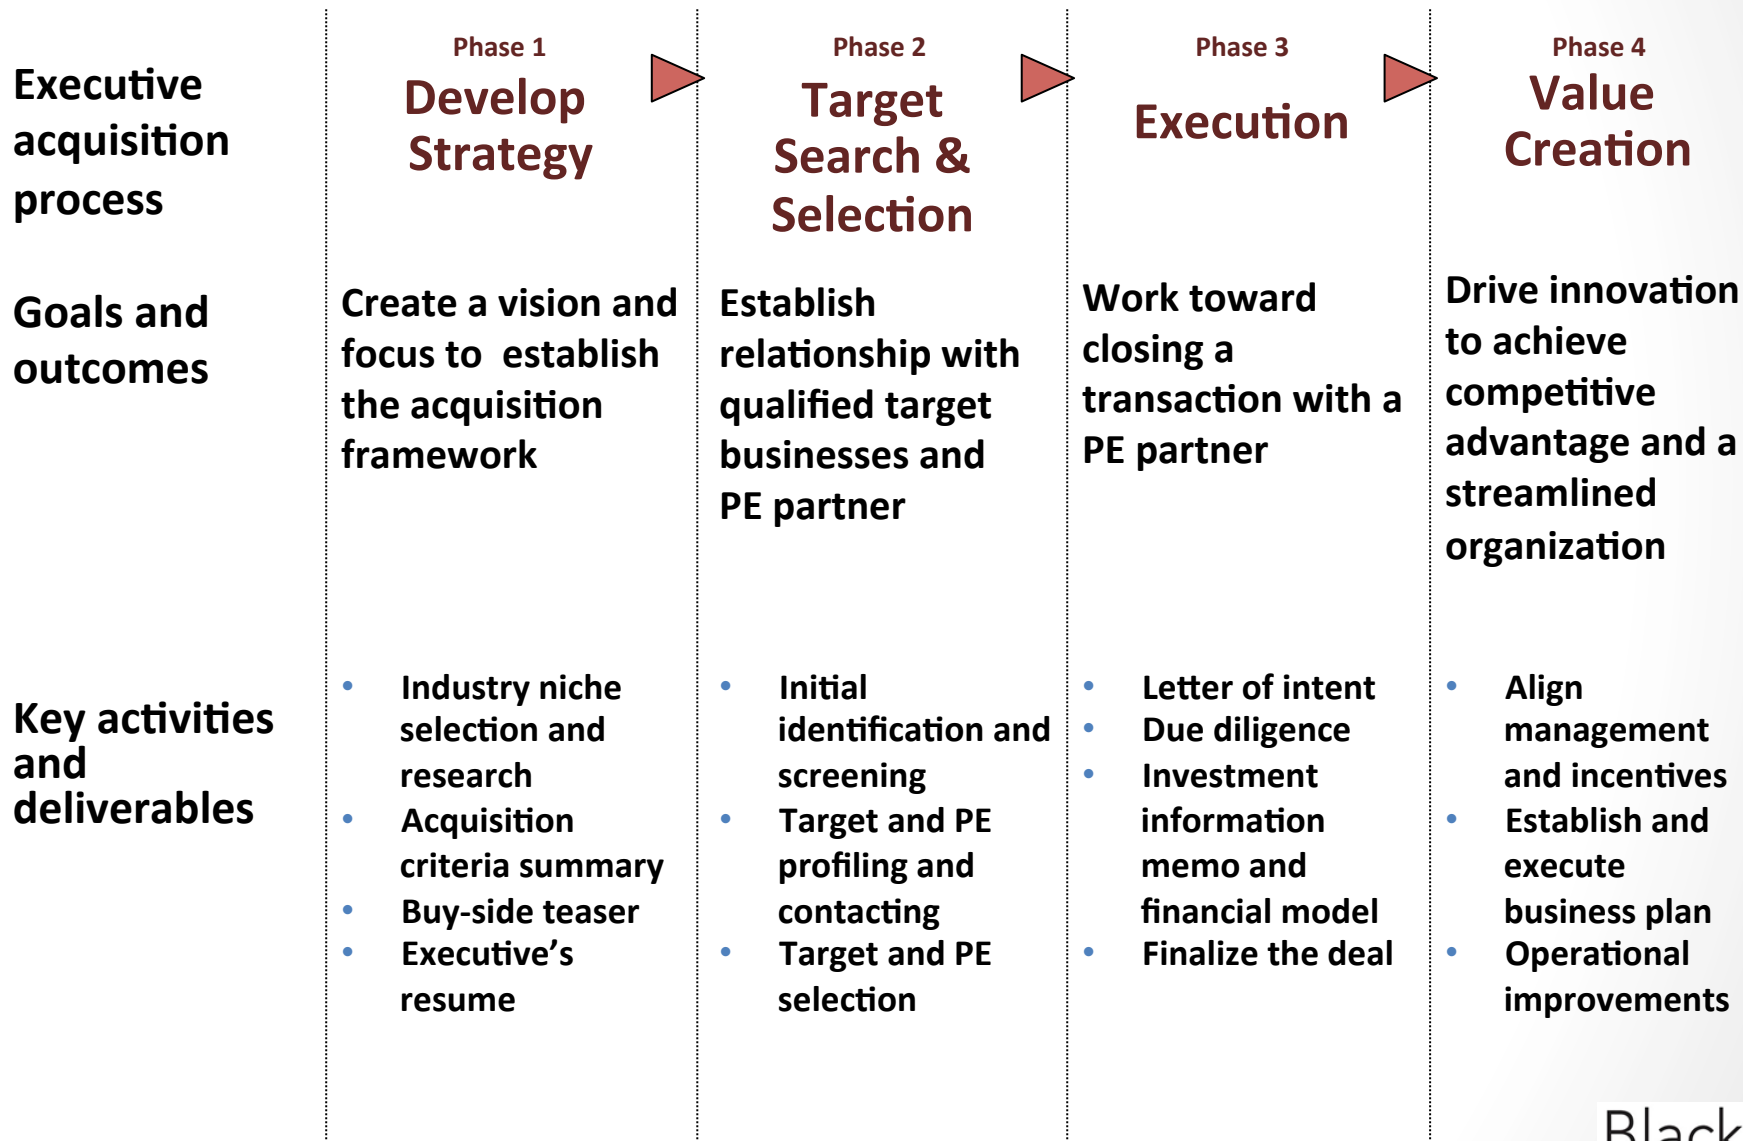 Executive
acquisition
process
Phase 1
Develop
Strategy
Phase 2
Target
Search &
Selection
Phase 3
Execution
Phase 4
Value
Creation
Goals and
outcomes
Create a vision and
focus to  establish
the acquisition
framework
Establish
relationship with
qualified target
businesses and
PE partner
Work toward
closing a
transaction with a
PE partner
Drive innovation
to achieve
competitive
advantage and a
streamlined
organization
Key activities
and
deliverables
• Industry niche
selection and
research
• Acquisition
criteria summary
• Buy-side teaser
• Executive’s
resume
• Initial
identification and
screening
• Target and PE
profiling and
contacting
• Target and PE
selection
• Letter of intent
• Due diligence
• Investment
information
memo and
financial model
• Finalize the deal
• Align
management
and incentives
• Establish and
execute
business plan
• Operational
improvements
Black